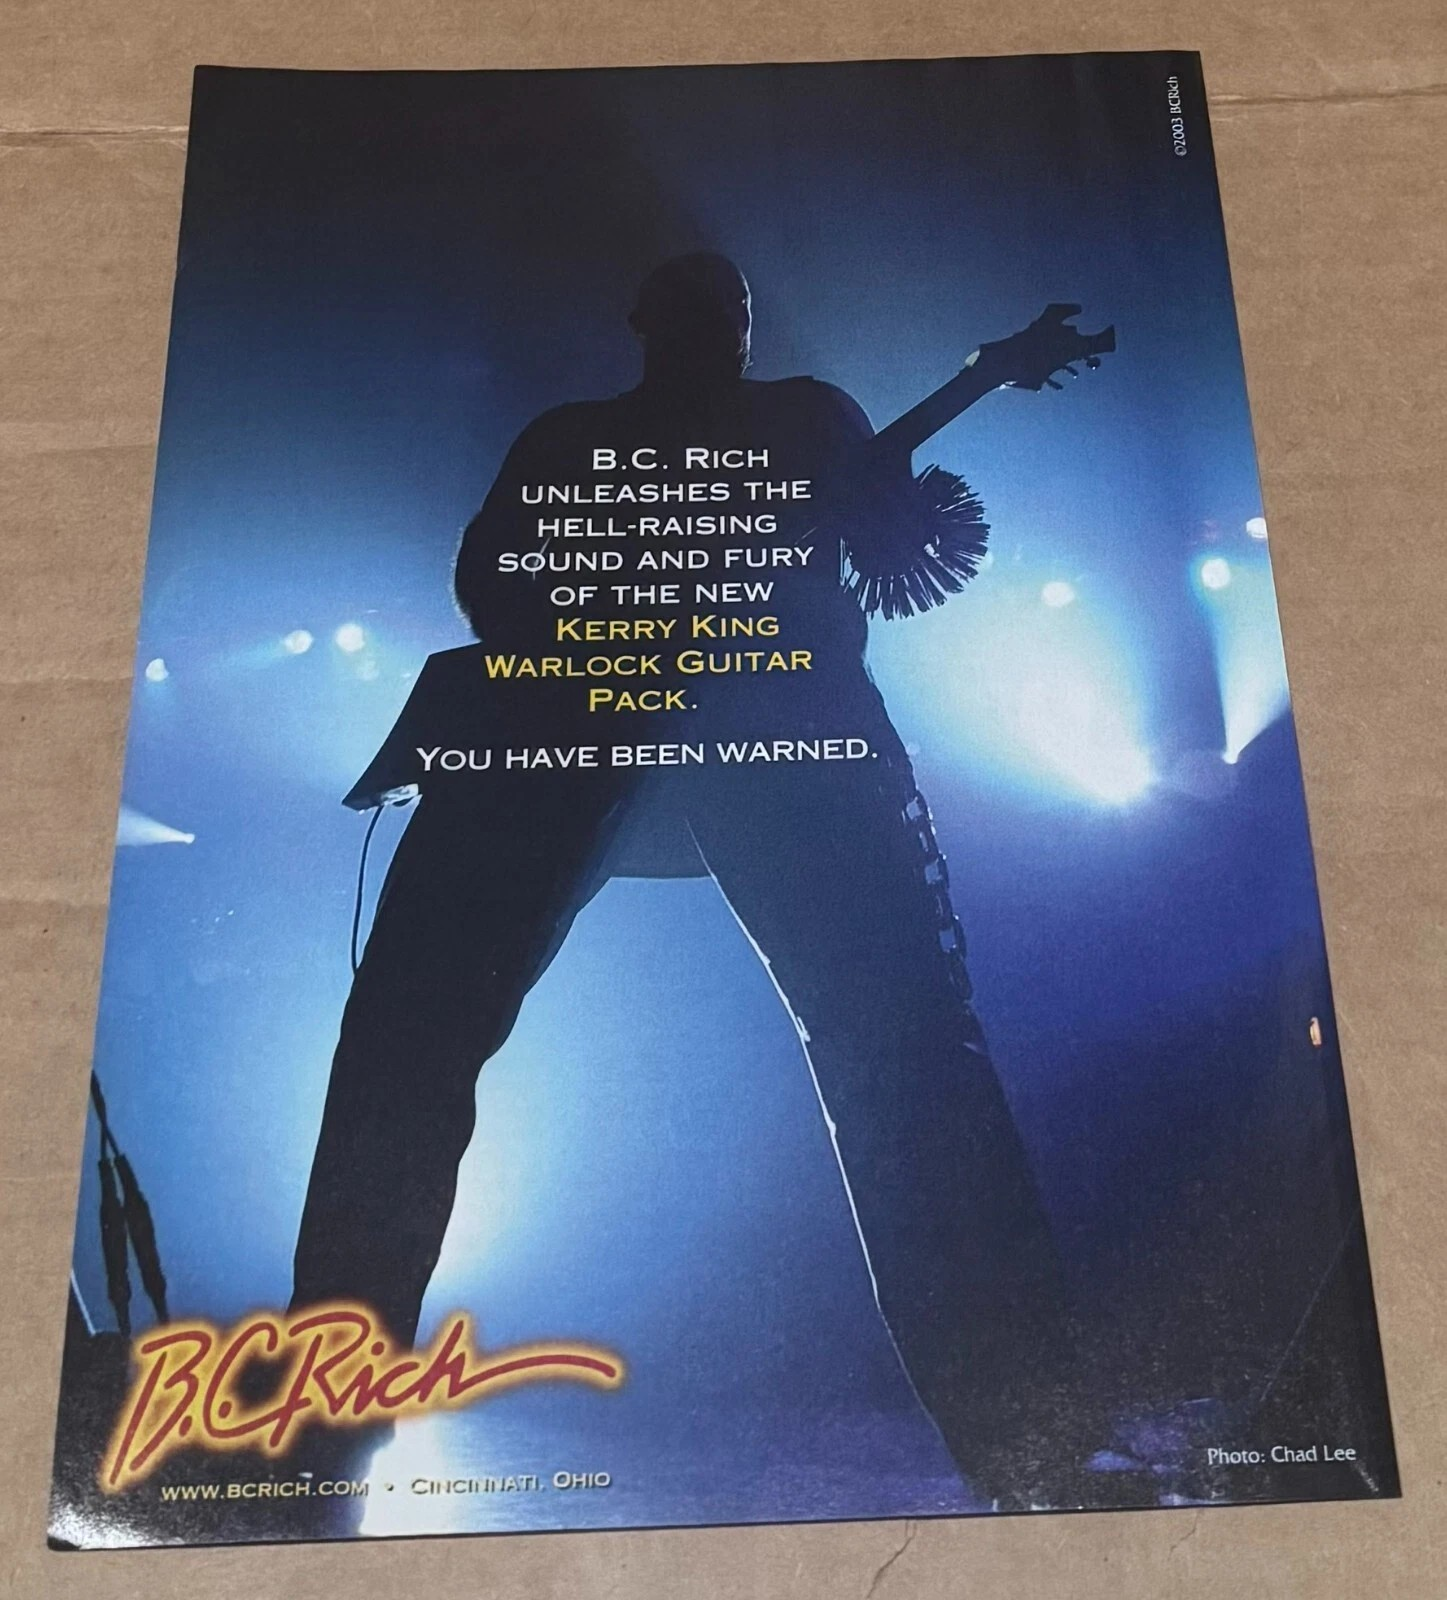 ©2003 BCRich
B.C. Rich
unleashes the
hell-raising
sound and fury
of the new
Kerry King
Warlock Guitar
Pack.
You have been warned.
B.C.Rich
www.bcrich.com • Cincinnati, Ohio
Photo: Chad Lee